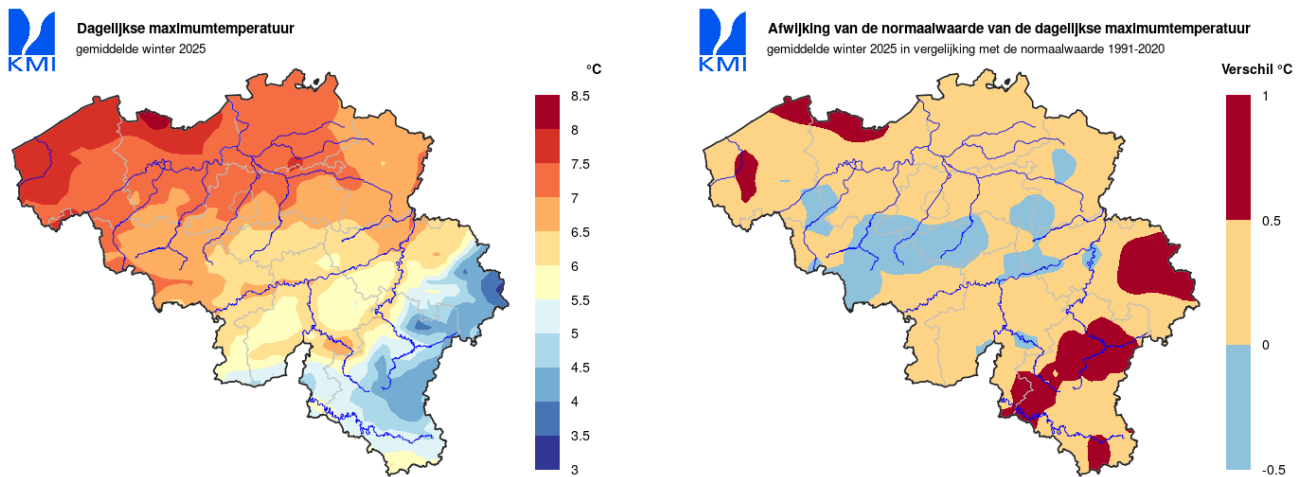 KMI
Dagelijkse maximumtemperatuur
gemiddelde winter 2025
°C
8.5
8
7.5
7
6.5
6
5.5
5
4.5
4
3.5
3
KMI
Afwijking van de normaalwaarde van de dagelijkse maximumtemperatuur
gemiddelde winter 2025 in vergelijking met de normaalwaarde 1991-2020
Verschil °C
1
0.5
0
-0.5